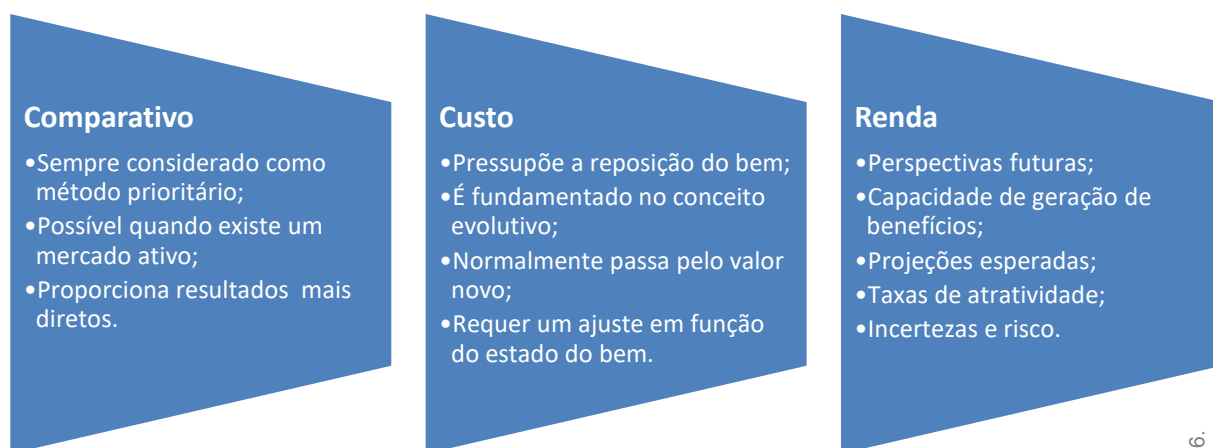 Comparativo
•Sempre considerado como
método prioritário;
•Possível quando existe um
mercado ativo;
•Proporciona resultados mais
diretos.
Custo
•Pressupõe a reposição do bem;
•É fundamentado no conceito
evolutivo;
•Normalmente passa pelo valor
novo;
•Requer um ajuste em função
do estado do bem.
Renda
•Perspectivas futuras;
•Capacidade de geração de
benefícios;
•Projeções esperadas;
•Taxas de atratividade;
•Incertezas e risco.
6.